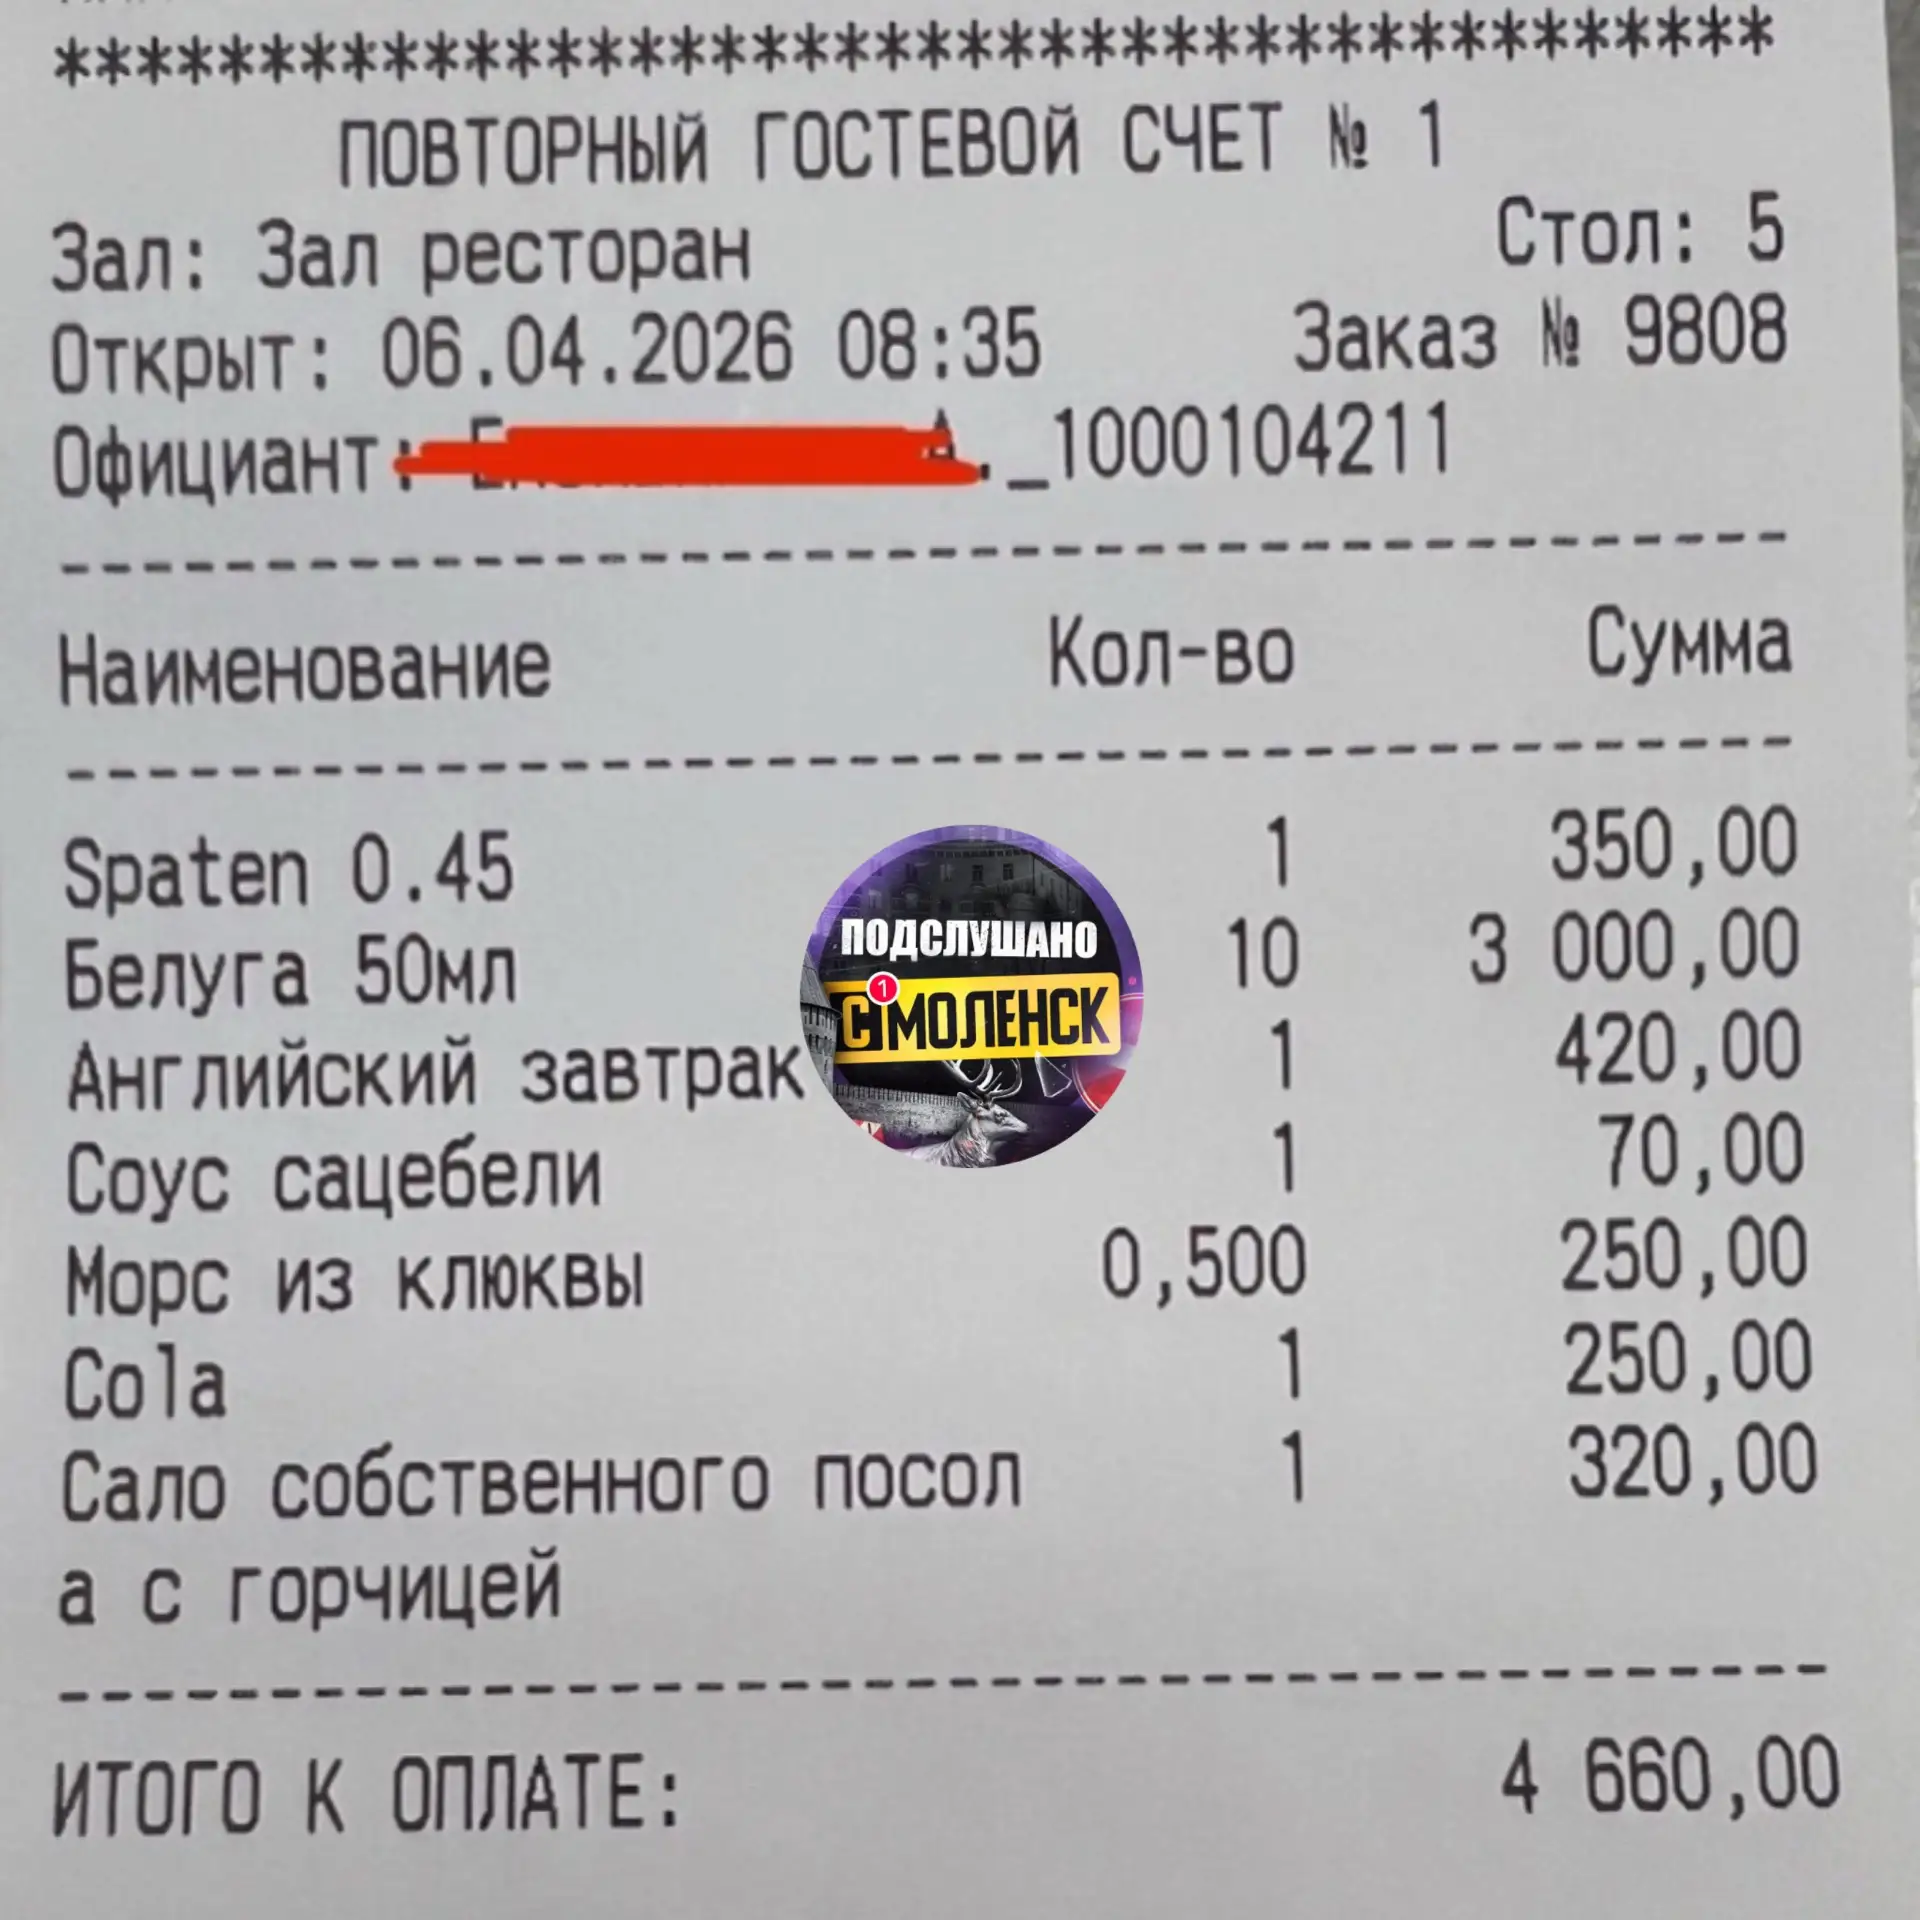 *******************************************
ПОВТОРНЫЙ ГОСТЕВОЙ СЧЕТ № 1
Зал: Зал ресторан Стол: 5
Открыт: 06.04.2026 08:35 Заказ № 9808
Официант: ._1000104211
Наименование Кол-во Сумма
Spaten 0.45 1 350,00
Белуга 50мл 10 3 000,00
Английский завтрак 1 420,00
Соус сацебели 1 70,00
Морс из клюквы 0,500 250,00
Cola 1 250,00
Сало собственного посол 1 320,00
а с горчицей
ИТОГО К ОПЛАТЕ: 4 660,00
ПОДСЛУШАНО
1
СМОЛЕНСК